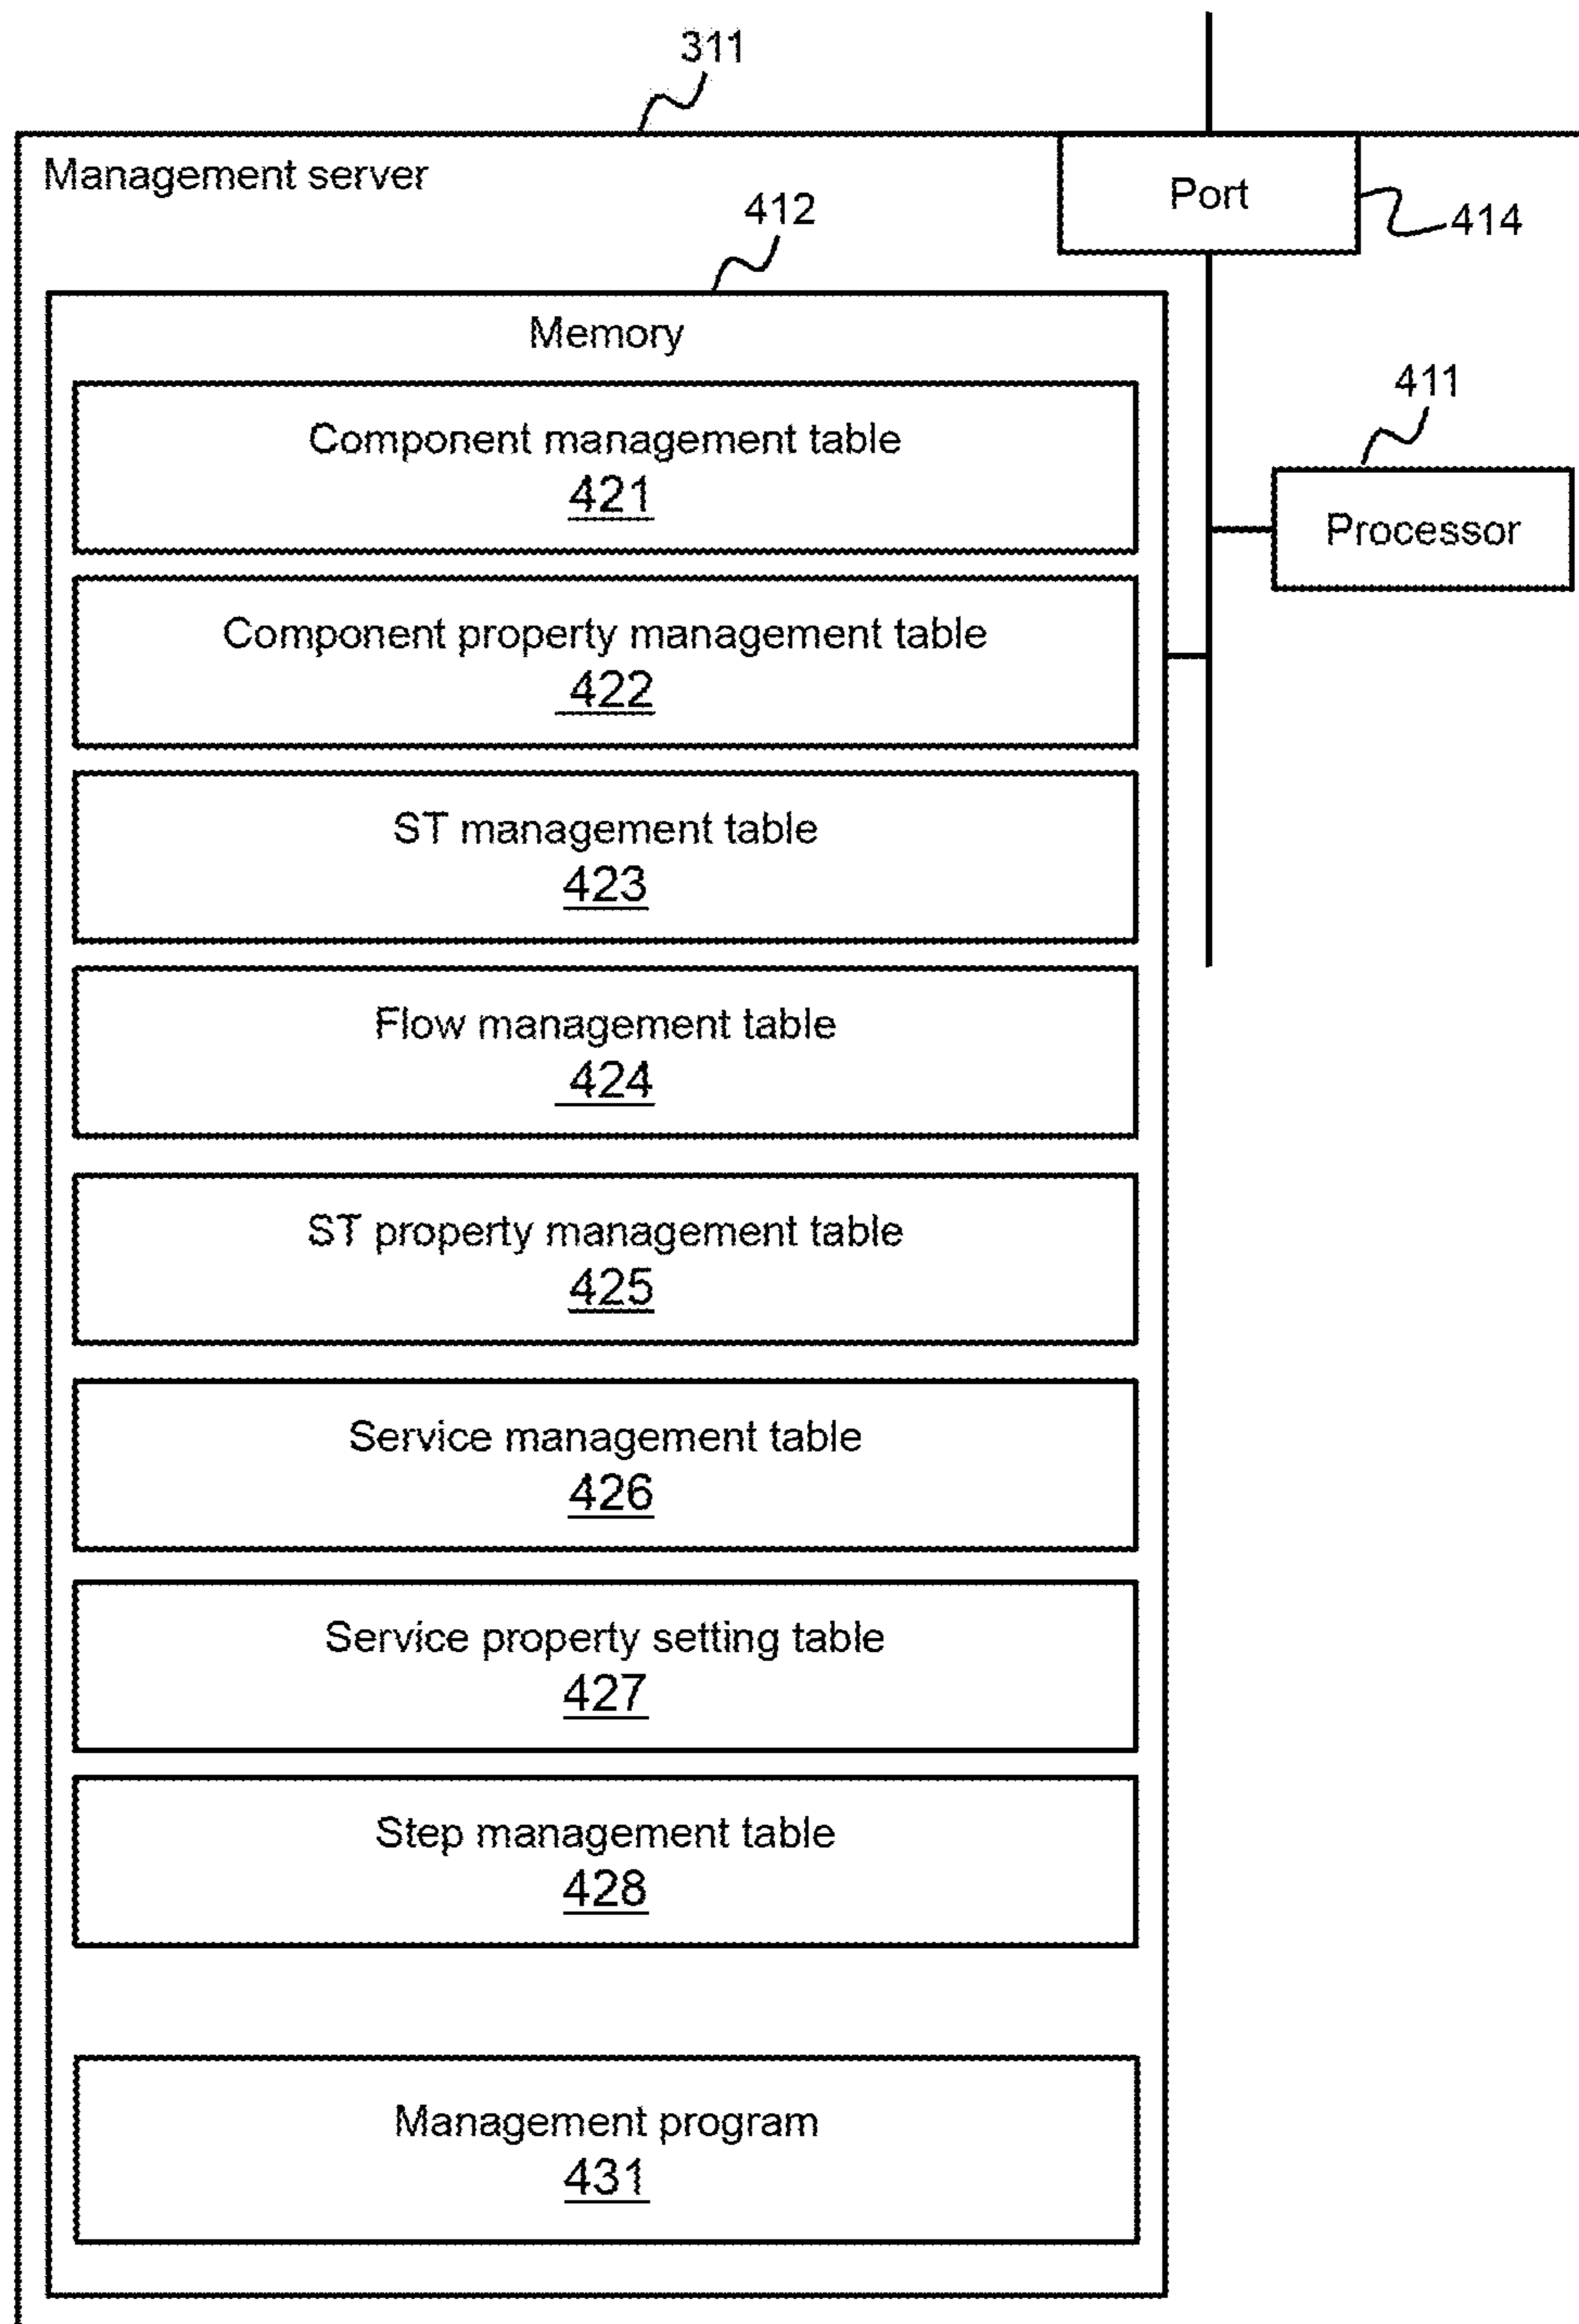 311
Management server
Port
414
412
Memory
411
Processor
Component management table
421
Component property management table
422
ST management table
423
Flow management table
424
ST property management table
425
Service management table
426
Service property setting table
427
Step management table
428
Management program
431